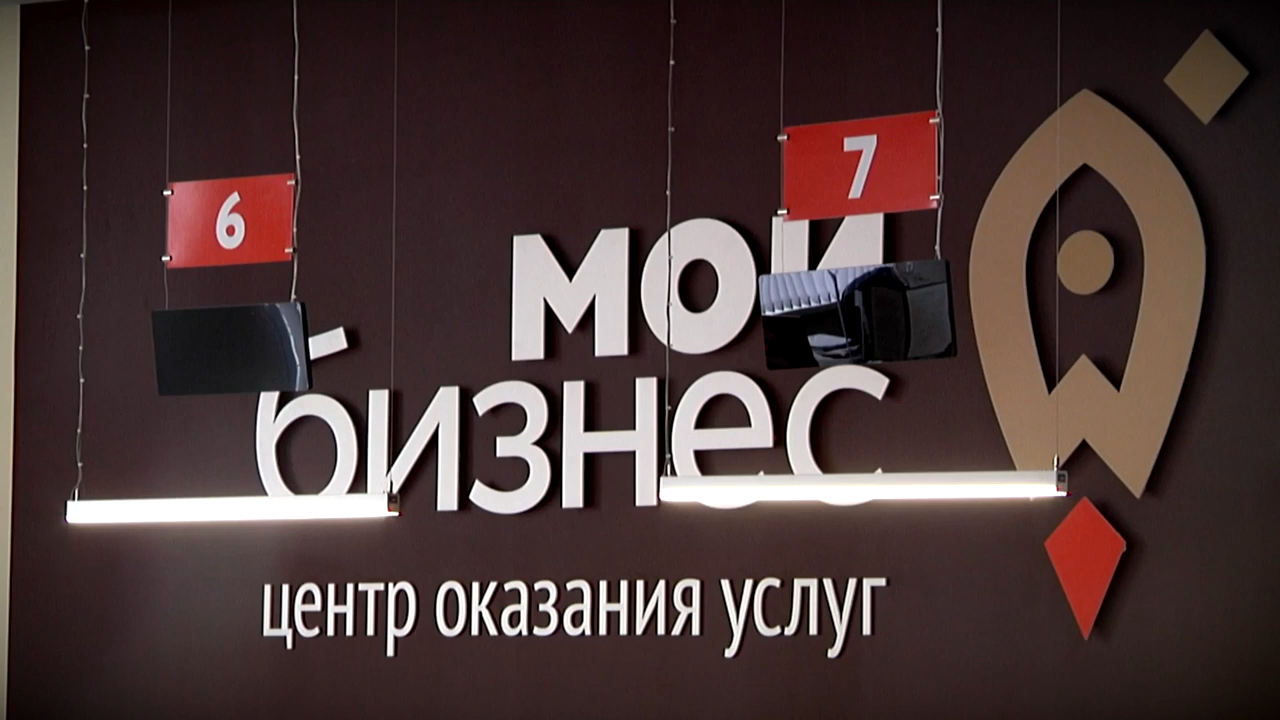 6
7
мой
бизнес
центр оказания услуг